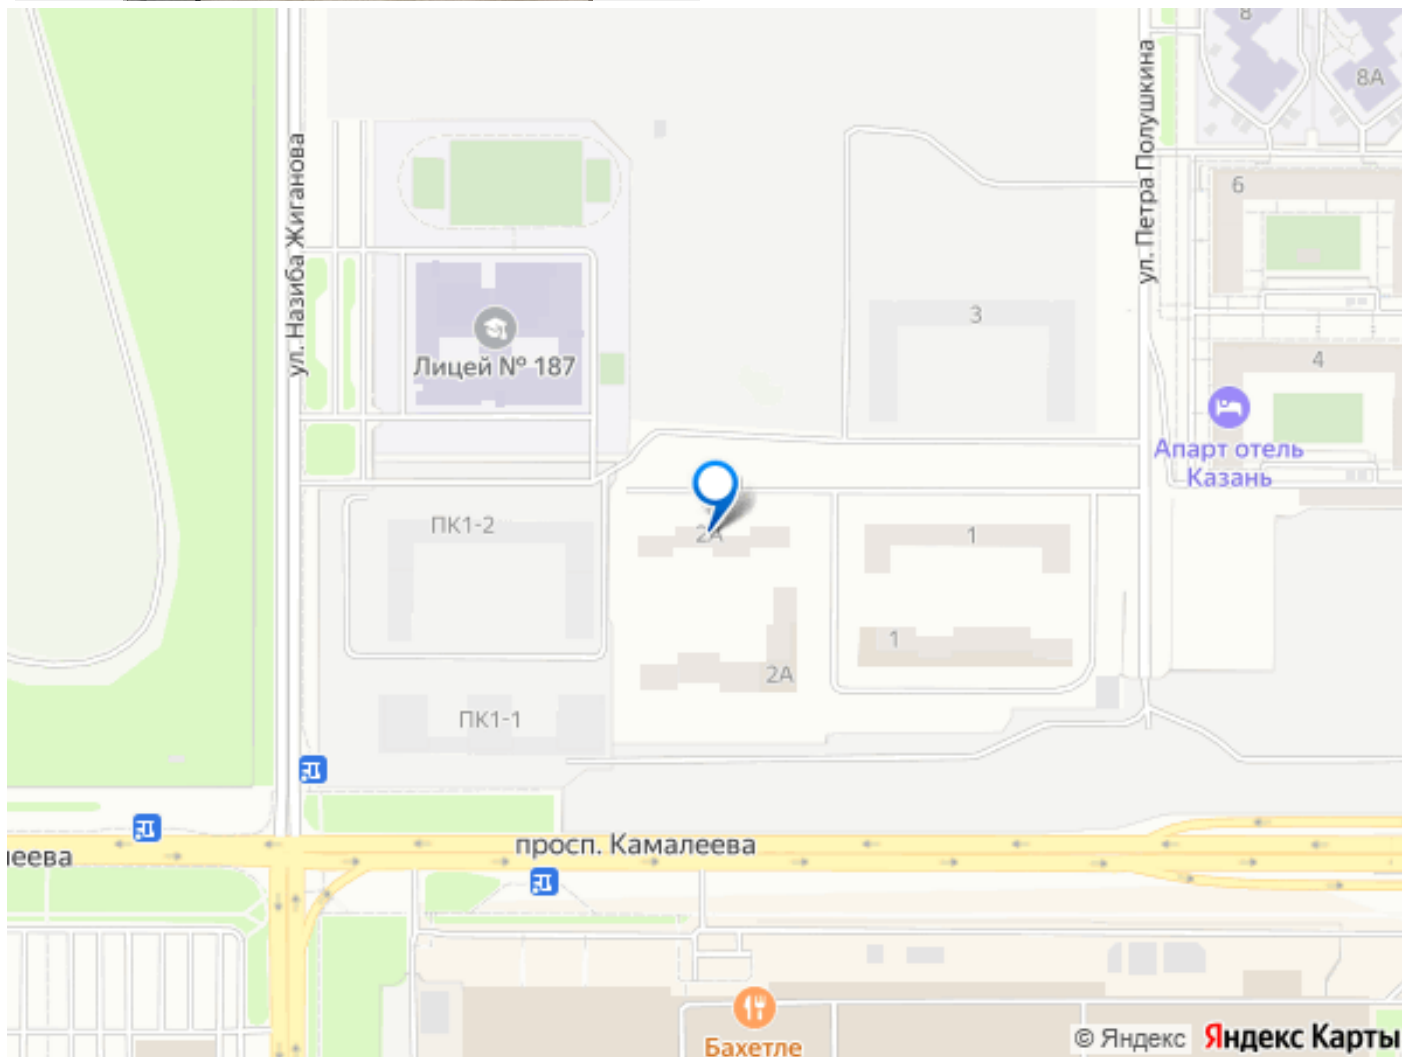 8
8А
ул. Назиба Жиганова
ул. Петра Полушкина
6
3
4
Лицей № 187
Апарт отель
Казань
ПК1-2
2А
1
1
2А
ПК1-1
просп. Камалеева
леева
Бахетле
© Яндекс Яндекс Карты